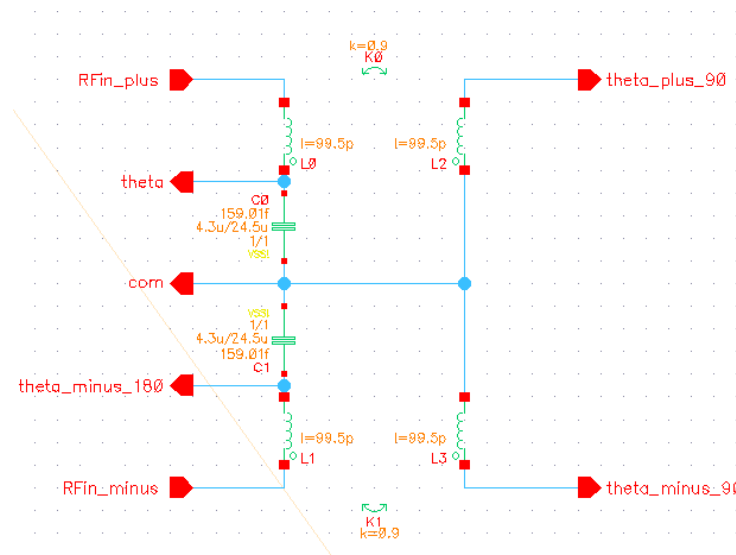 k=0.9
K0
RFin_plus
theta_plus_90
l=99.5p
L0
l=99.5p
L2
theta
C0
159.01f
4.3u/24.5u
1/1
VSS!
com
VSS!
1/1
4.3u/24.5u
159.01f
C1
theta_minus_180
l=99.5p
L1
l=99.5p
L3
RFin_minus
theta_minus_90
K1
k=0.9